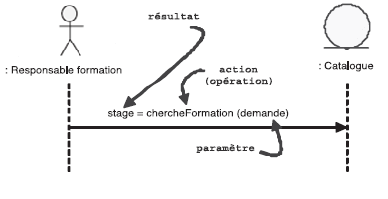 résultat
: Responsable formation
action
(opération)
: Catalogue
stage = chercheFormation (demande)
paramètre